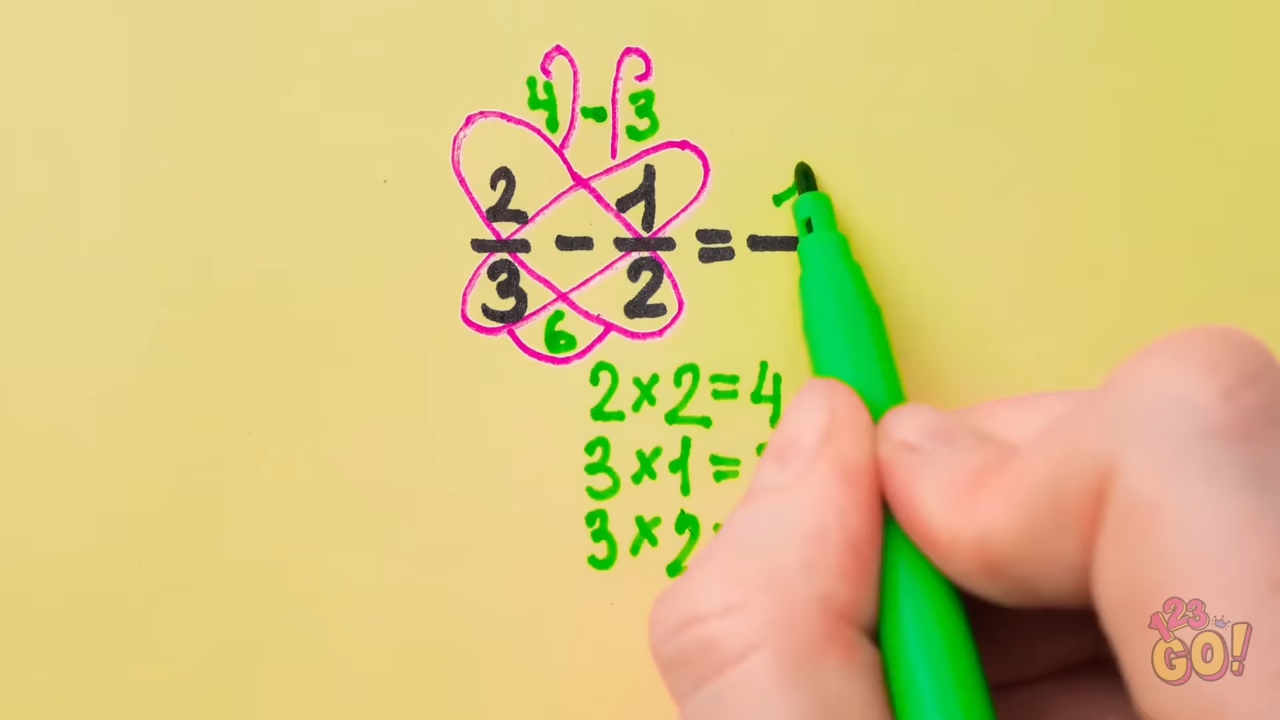 4 - 3
2/3 - 1/2 =
6
2×2=4
3×1=
3×2
123
GO!